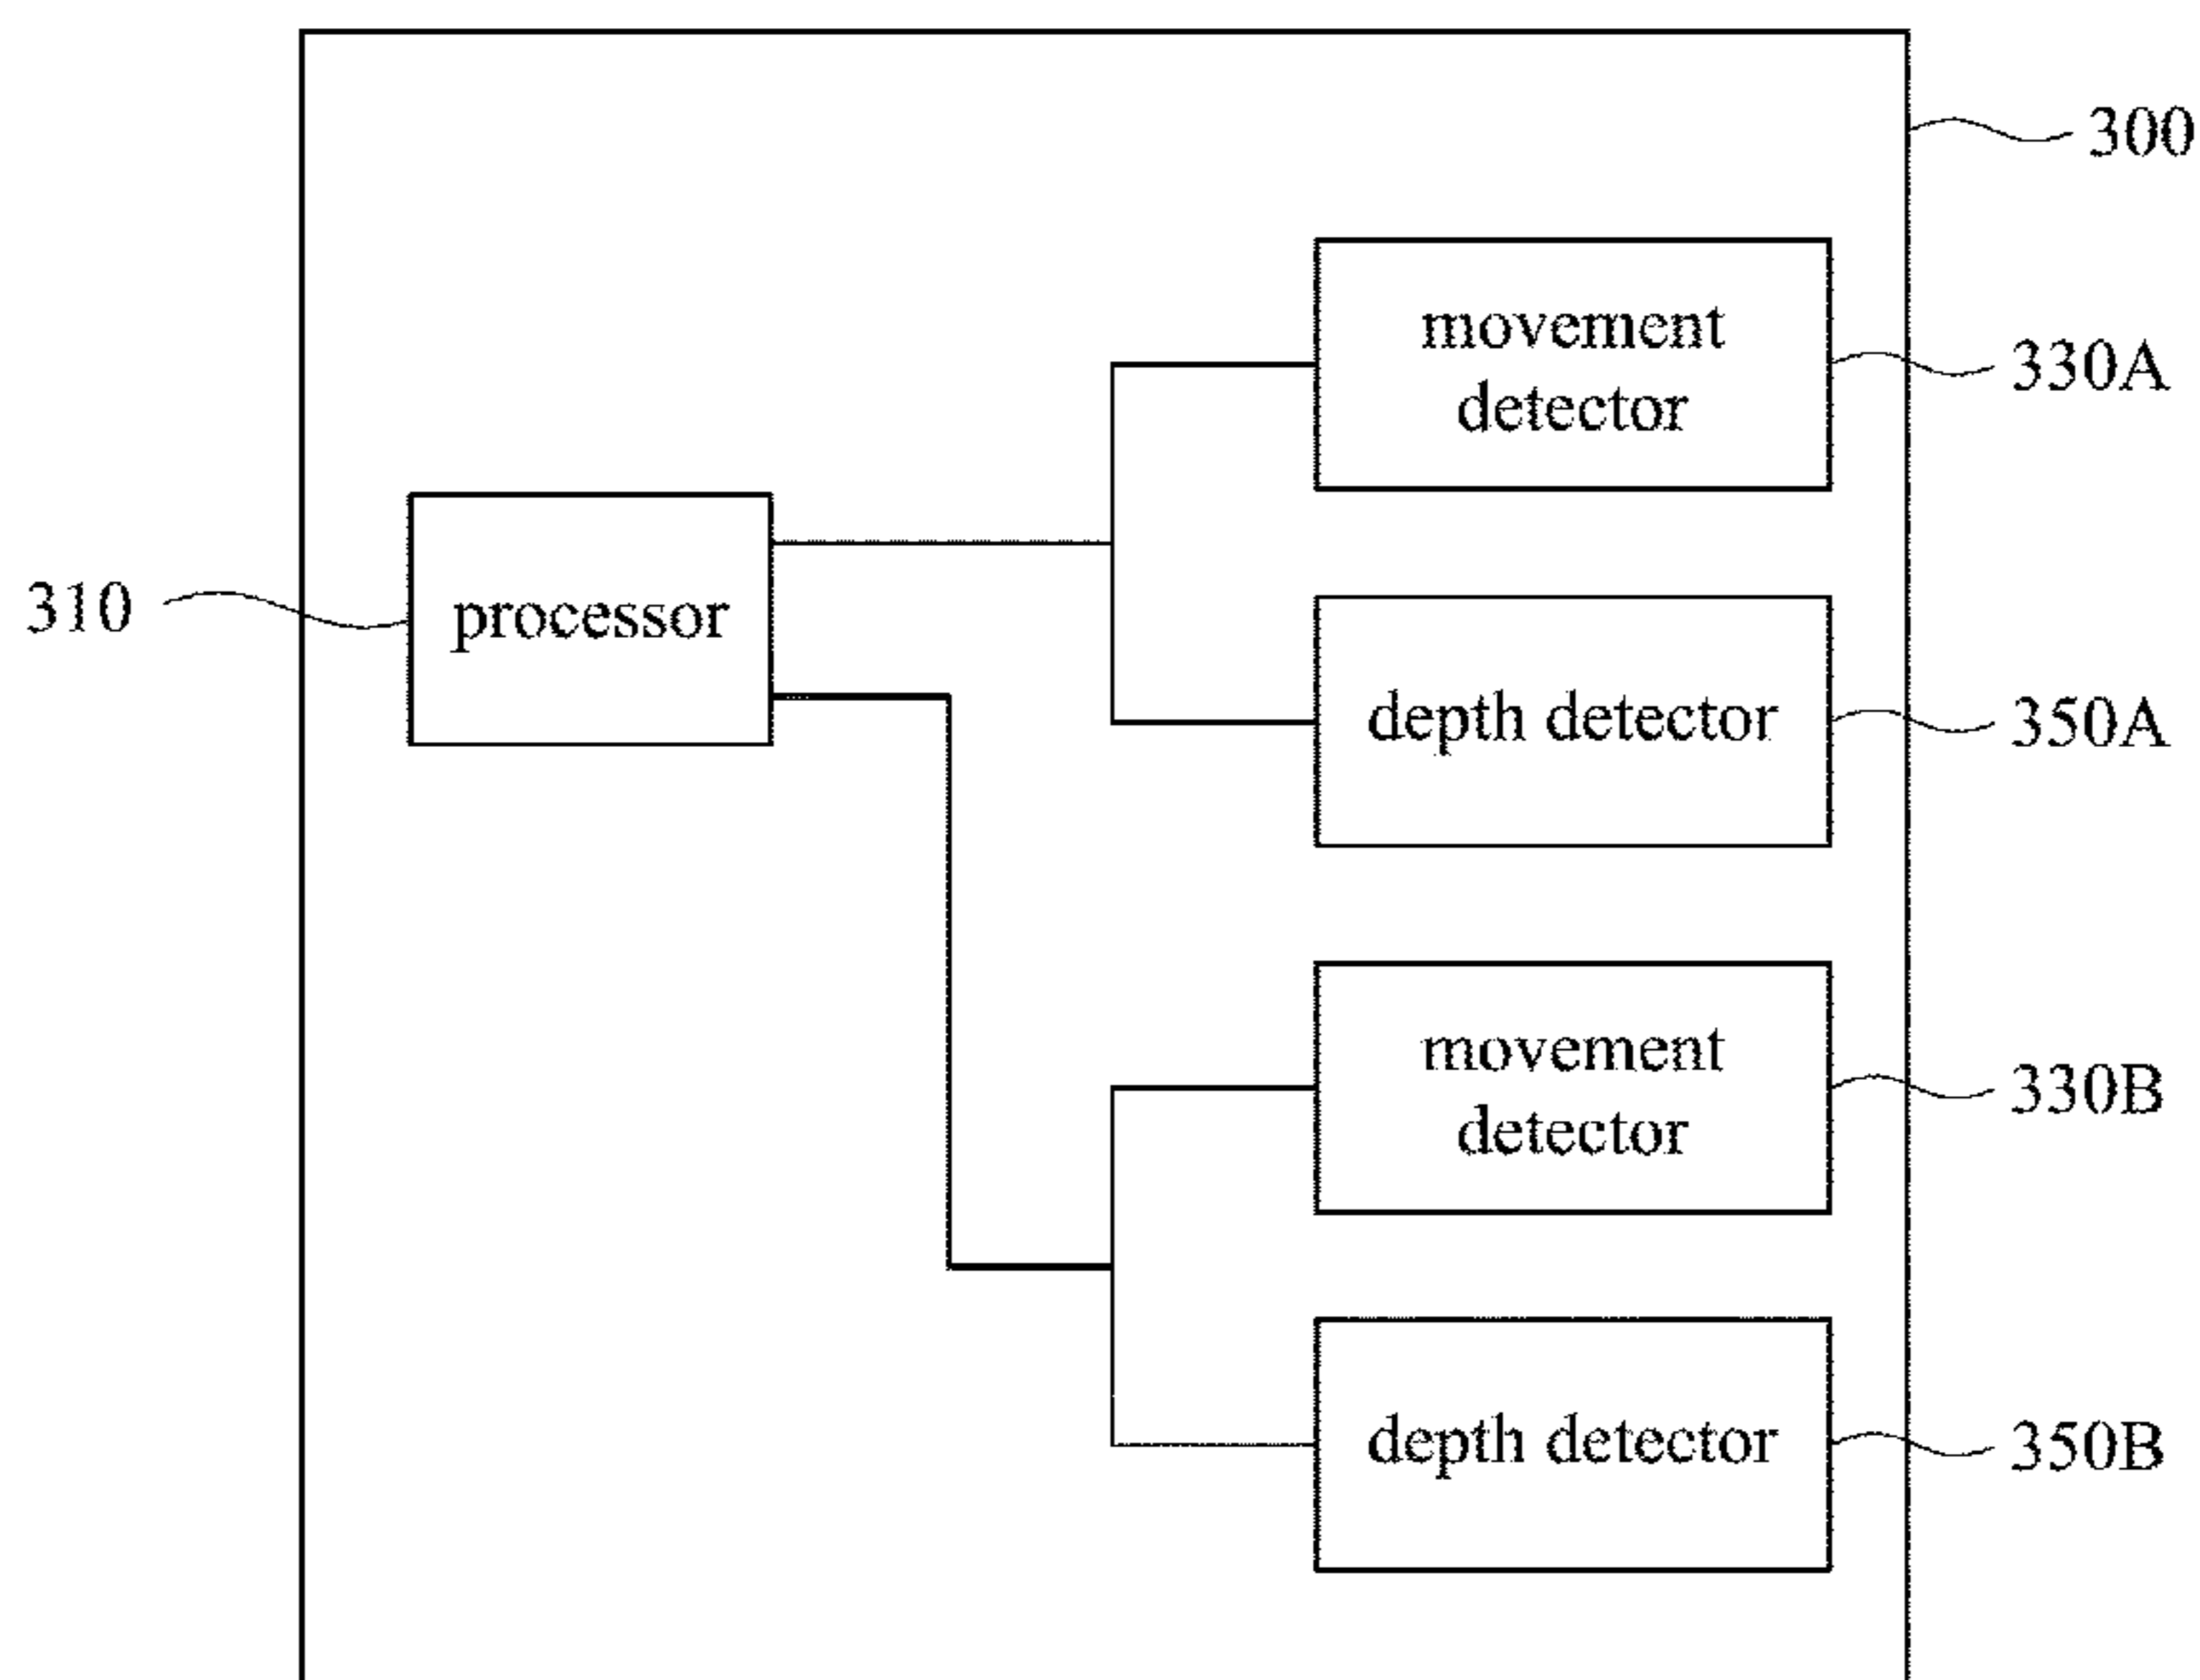 300
movement
detector
330A
310
processor
depth detector
350A
movement
detector
330B
depth detector
350B